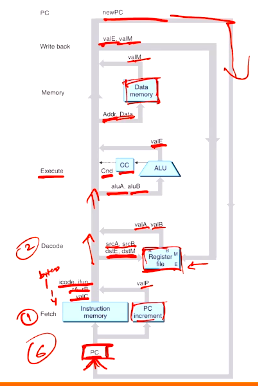 PC
newPC
Write back
valE, valM
valM
Memory
Data
memory
Addr, Data
valE
Execute
Cnd
CC
ALU
aluA, aluB
valA, valB
2
Decode
srcA, srcB
dstE, dstM
Register
file
M
E
icode, ifun
rA, rB
valC
valP
1
Fetch
Instruction
memory
PC
increment
6
PC